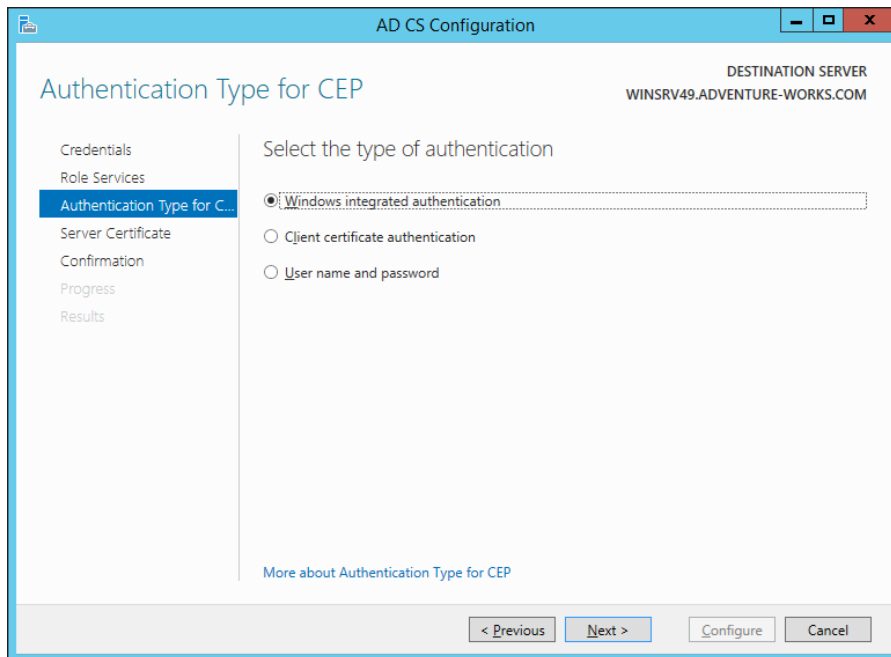 AD CS Configuration
Authentication Type for CEP
DESTINATION SERVER
WINSRV49.ADVENTURE-WORKS.COM
Credentials
Role Services
Authentication Type for C...
Server Certificate
Confirmation
Progress
Results
Select the type of authentication
Windows integrated authentication
Client certificate authentication
User name and password
More about Authentication Type for CEP
< Previous
Next >
Configure
Cancel